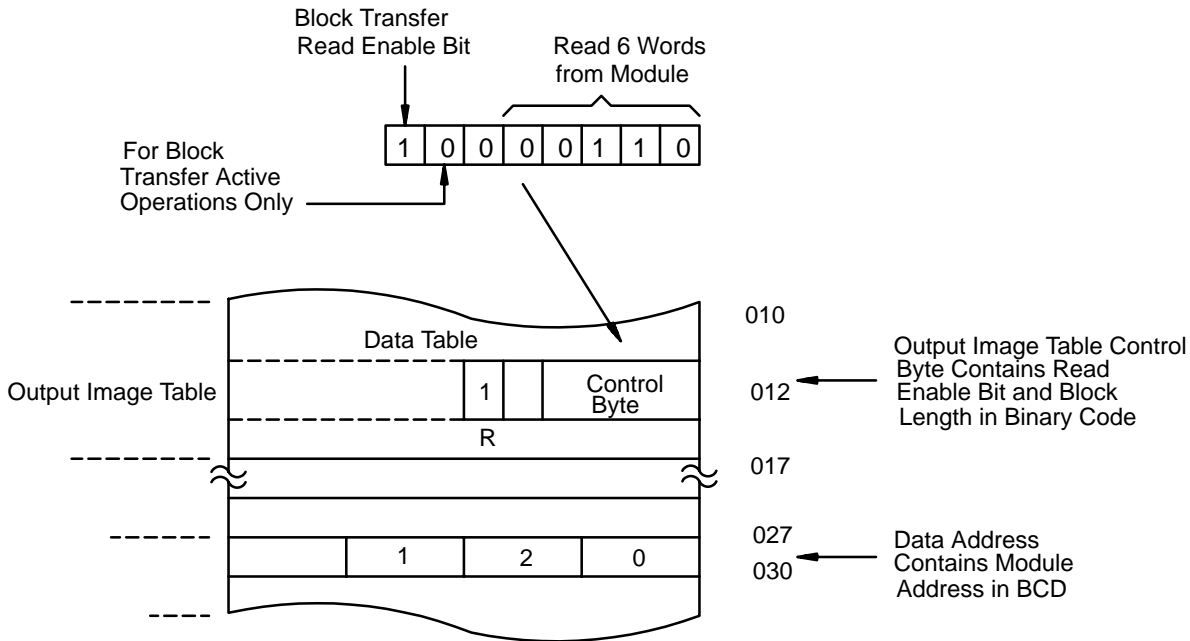 Block Transfer
Read Enable Bit
Read 6 Words
from Module
1 0 0 0 0 1 1 0
For Block
Transfer Active
Operations Only
010
Data Table
Output Image Table
1
Control
Byte
012
Output Image Table Control
Byte Contains Read
Enable Bit and Block
Length in Binary Code
R
017
027
1 2 0
030
Data Address
Contains Module
Address in BCD